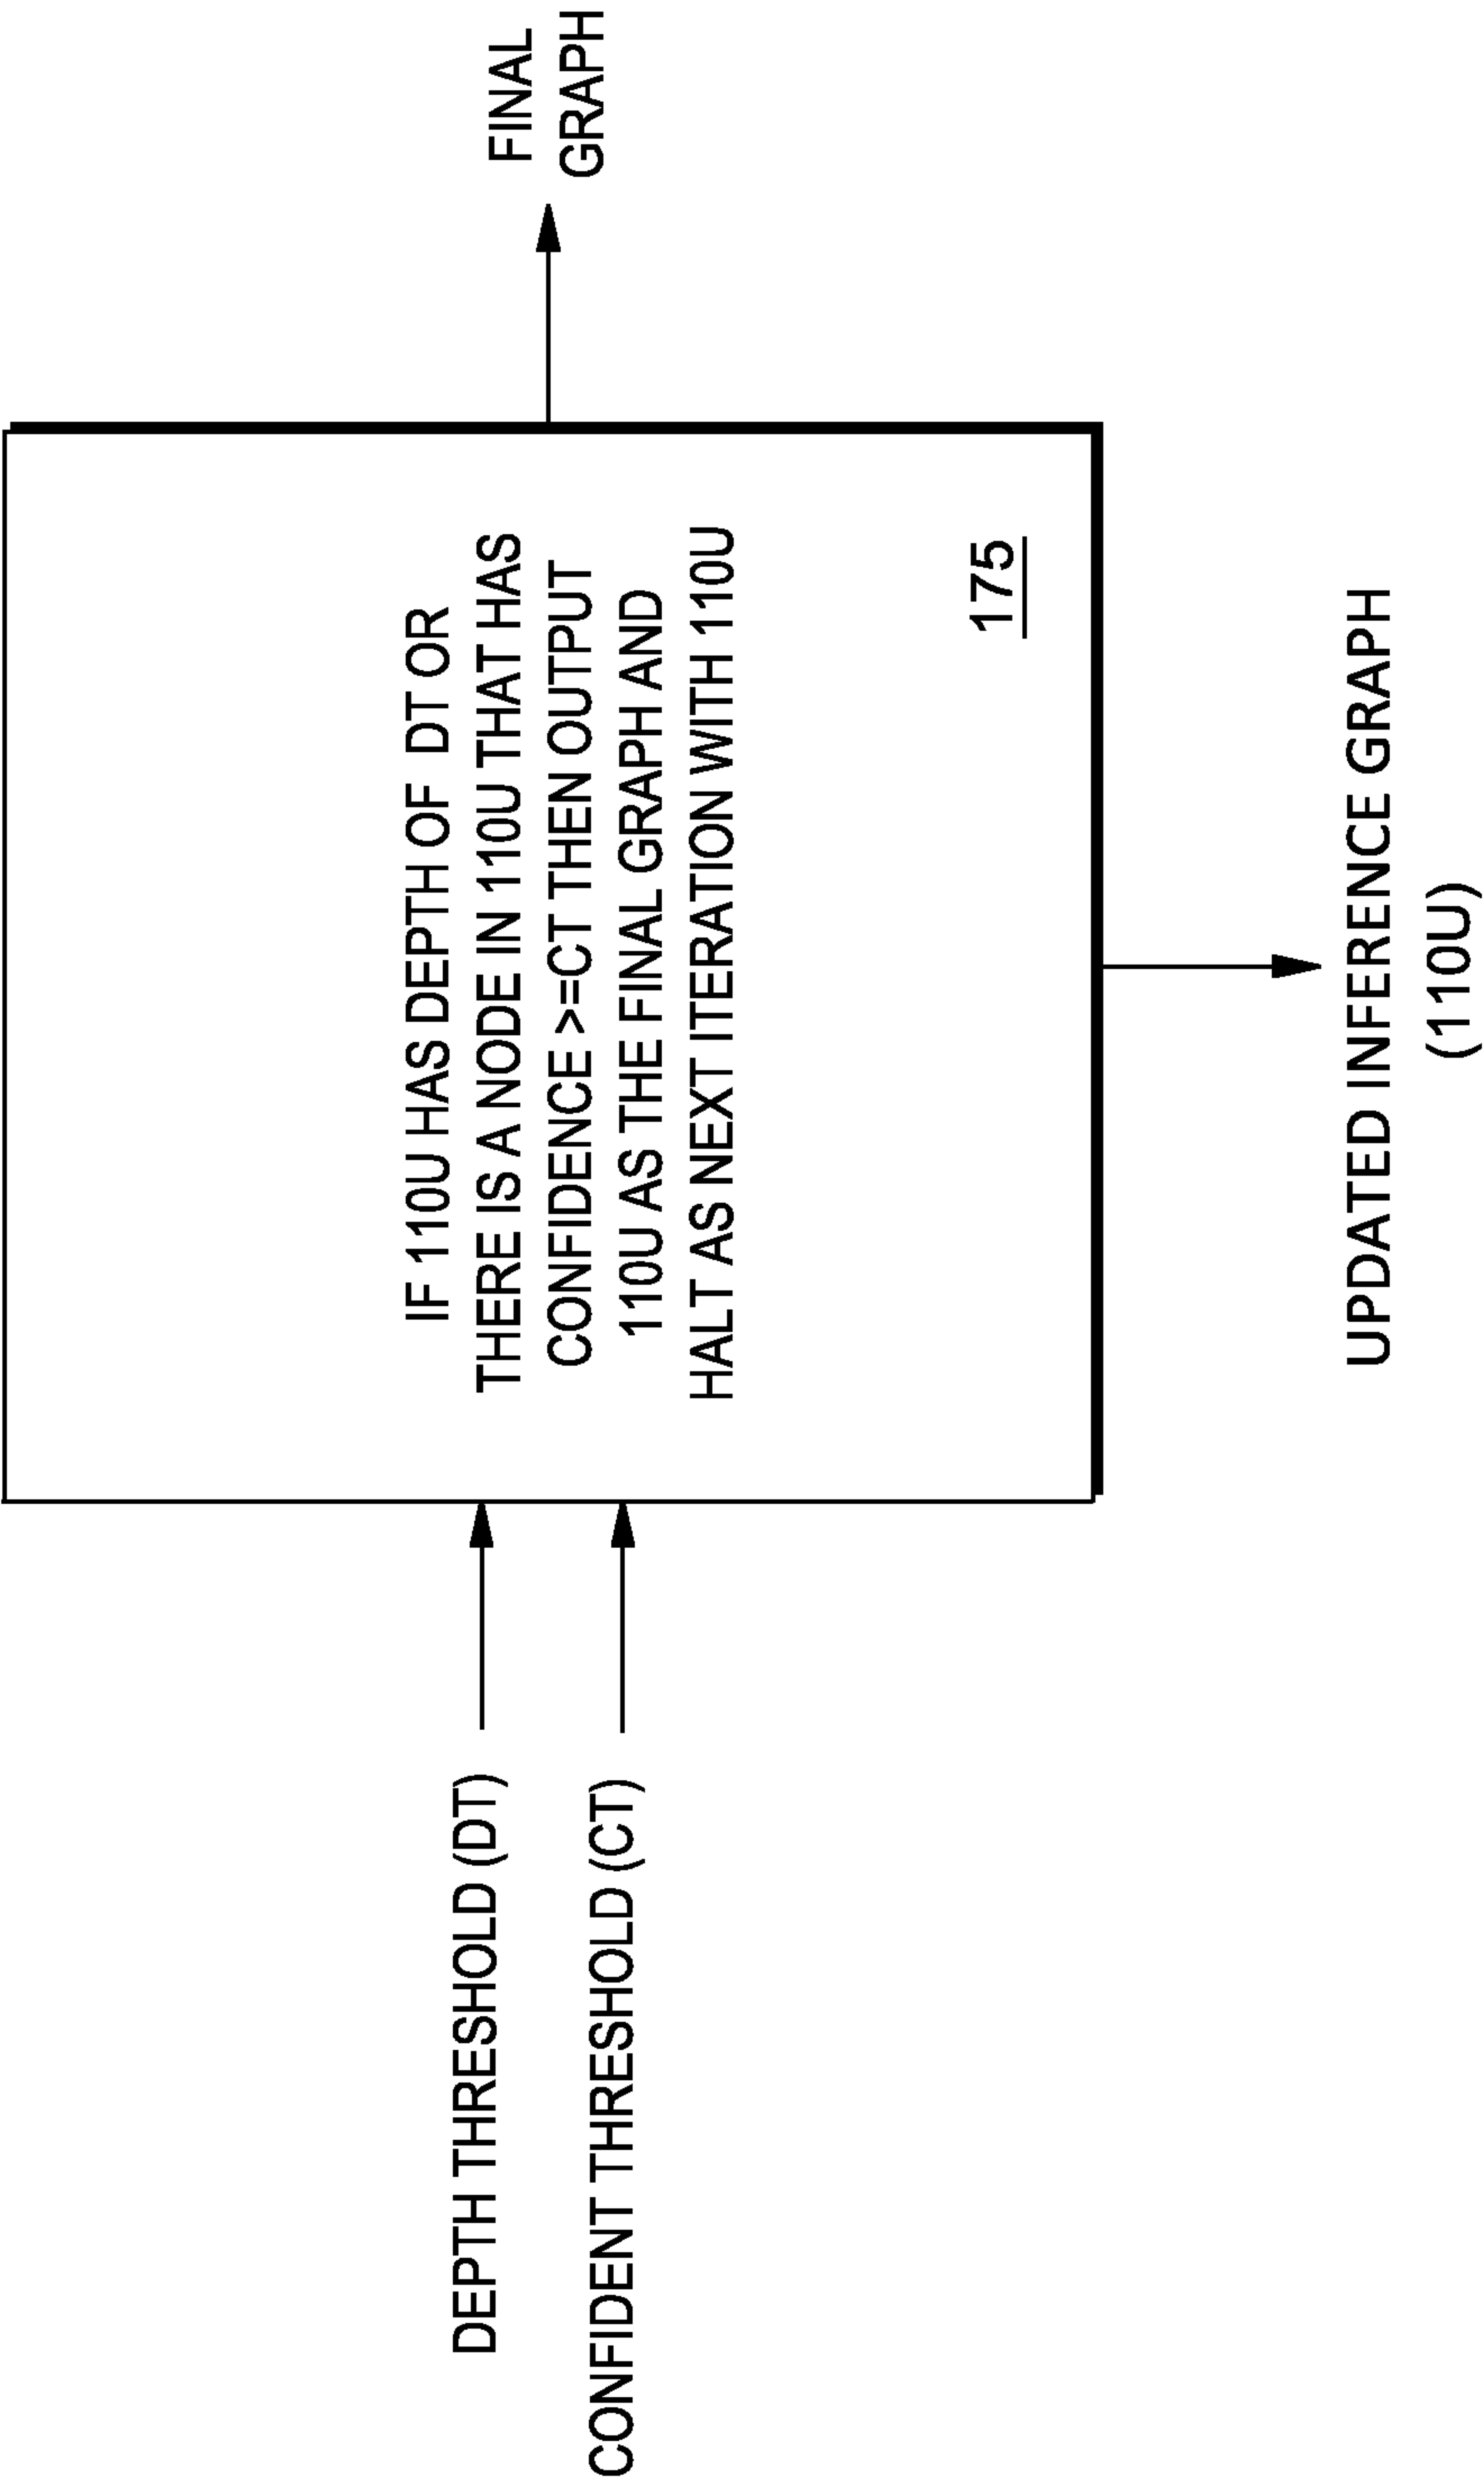 DEPTH THRESHOLD (DT)
CONFIDENT THRESHOLD (CT)
IF 110U HAS DEPTH OF DT OR
THERE IS A NODE IN 110U THAT HAS
CONFIDENCE >=CT THEN OUTPUT
110U AS THE FINAL GRAPH AND
HALT AS NEXT ITERATION WITH 110U
175
FINAL
GRAPH
UPDATED INFERENCE GRAPH
(110U)